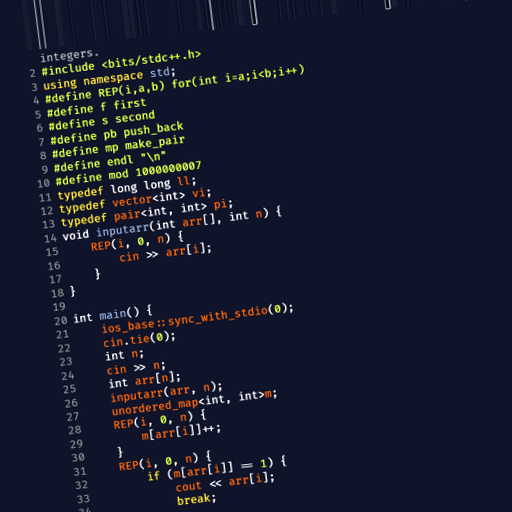 integers.
2 #include <bits/stdc++.h>
3 using namespace std;
4 #define REP(i,a,b) for(int i=a;i<b;i++)
5 #define f first
6 #define s second
7 #define pb push_back
8 #define mp make_pair
9 #define endl "\n"
10 #define mod 1000000007
11 typedef long long ll;
12 typedef vector<int> vi;
13 typedef pair<int, int> pi;
14 void inputarr(int arr[], int n) {
15 REP(i, 0, n) {
16 cin >> arr[i];
17 }
18 }
19
20 int main() {
21 ios_base::sync_with_stdio(0);
22 cin.tie(0);
23 int n;
24 cin >> n;
25 int arr[n];
26 inputarr(arr, n);
27 unordered_map<int, int>m;
28 REP(i, 0, n) {
29 m[arr[i]]++;
30 }
31 REP(i, 0, n) {
32 if (m[arr[i]] == 1) {
33 cout << arr[i];
34 break;